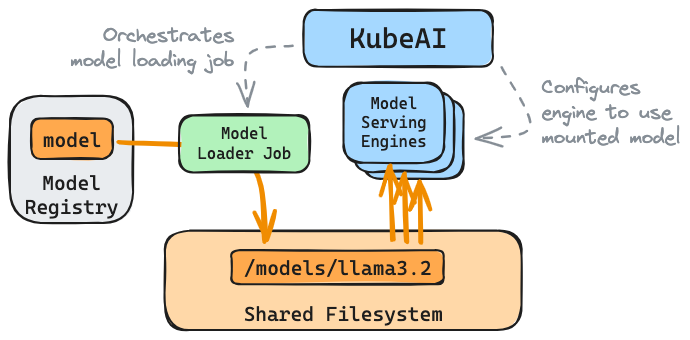 Orchestrates
model loading job
KubeAI
Configures
engine to use
mounted model
Model
Serving
Engines
Model
Loader Job
model
Model
Registry
/models/llama3.2
Shared Filesystem